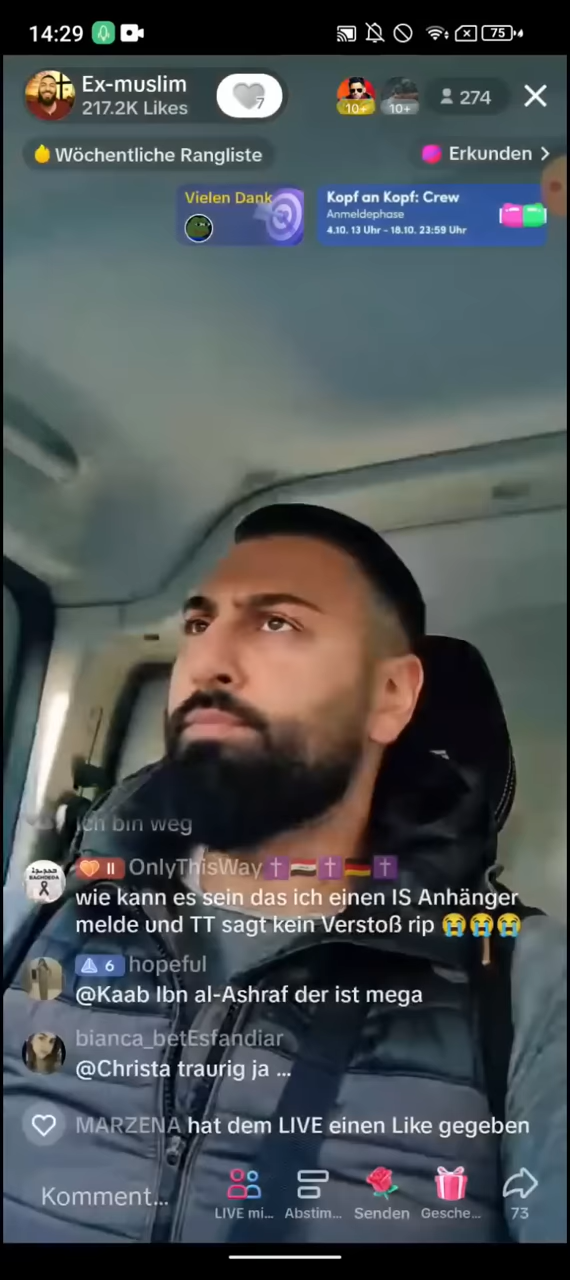 14:29
75
Ex-muslim
217.2K Likes
7
10+
10+
274
Wöchentliche Rangliste
Erkunden
Vielen Dank
Kopf an Kopf: Crew
Anmeldephase
4.10. 13 Uhr - 18.10. 23:59 Uhr
ich bin weg
II OnlyThisWay✝️🇪🇬✝️🇩🇪✝️
wie kann es sein das ich einen IS Anhänger
melde und TT sagt kein Verstoß rip 😭😭😭
6 hopeful
@Kaab Ibn al-Ashraf der ist mega
bianca_betEsfandiar
@Christa traurig ja ...
MARZENA hat dem LIVE einen Like gegeben
Komment...
LIVE mi...
Abstim...
Senden
Gesche...
73